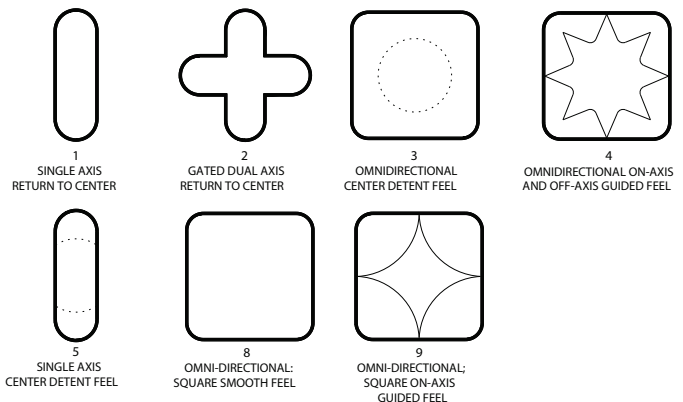 1
SINGLE AXIS
RETURN TO CENTER
2
GATED DUAL AXIS
RETURN TO CENTER
3
OMNIDIRECTIONAL
CENTER DETENT FEEL
4
OMNIDIRECTIONAL ON-AXIS
AND OFF-AXIS GUIDED FEEL
5
SINGLE AXIS
CENTER DETENT FEEL
8
OMNI-DIRECTIONAL:
SQUARE SMOOTH FEEL
9
OMNI-DIRECTIONAL;
SQUARE ON-AXIS
GUIDED FEEL